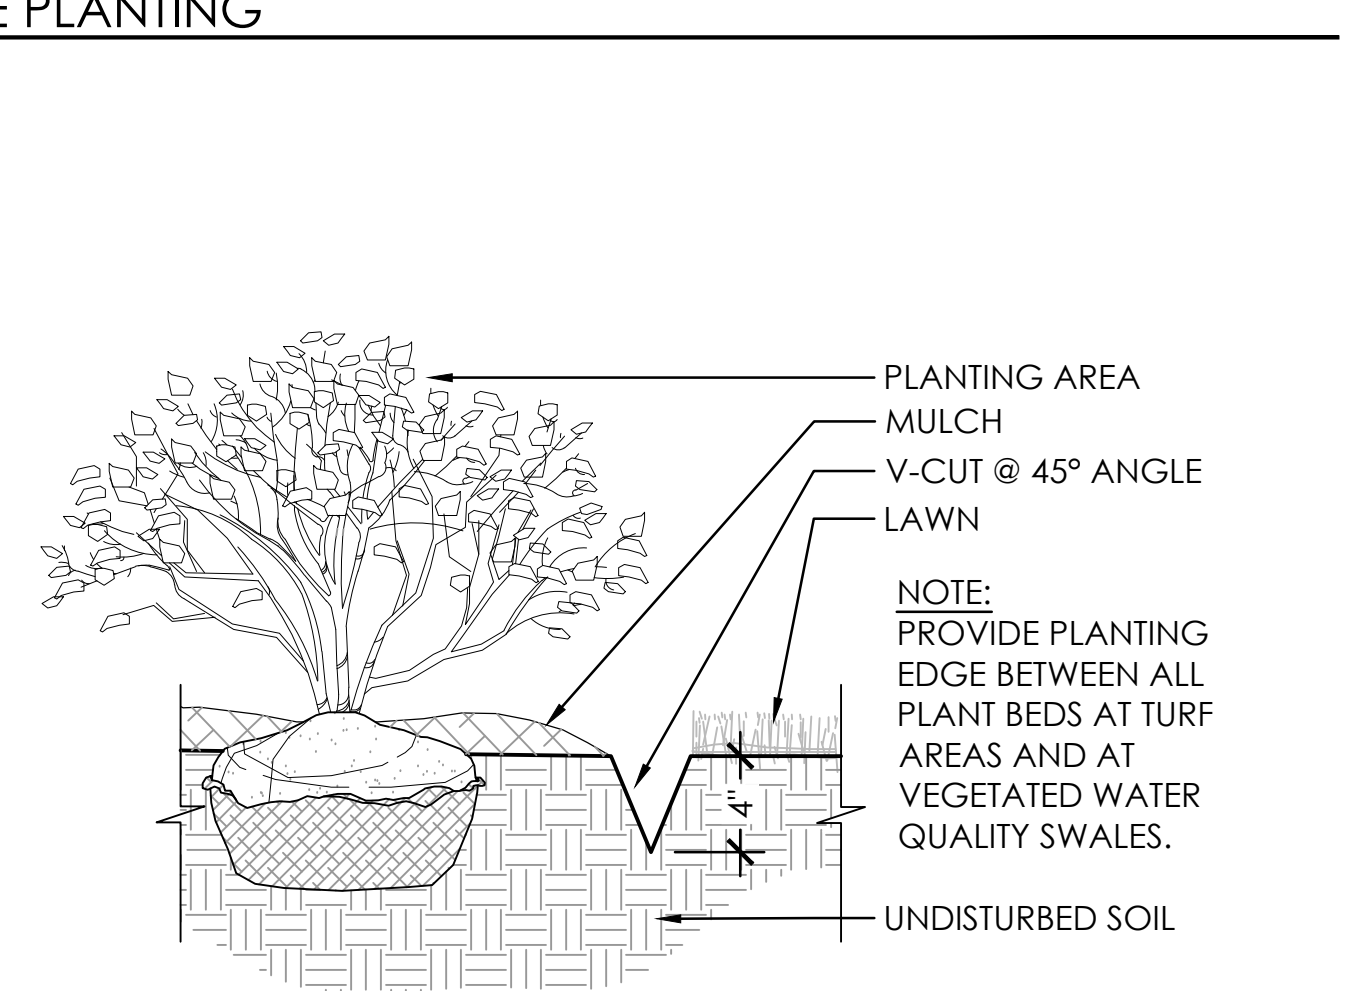 E PLANTING
PLANTING AREA
MULCH
V-CUT @ 45° ANGLE
LAWN
NOTE:
PROVIDE PLANTING
EDGE BETWEEN ALL
PLANT BEDS AT TURF
AREAS AND AT
VEGETATED WATER
QUALITY SWALES.
4"
UNDISTURBED SOIL